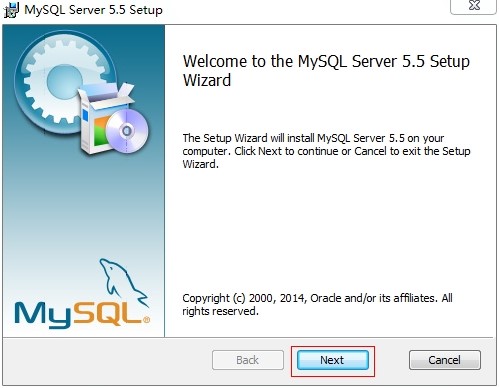 MySQL Server 5.5 Setup
Welcome to the MySQL Server 5.5 Setup
Wizard
The Setup Wizard will install MySQL Server 5.5 on your
computer. Click Next to continue or Cancel to exit the Setup
Wizard.
MySQL®
Copyright (c) 2000, 2014, Oracle and/or its affiliates. All
rights reserved.
Back
Next
Cancel